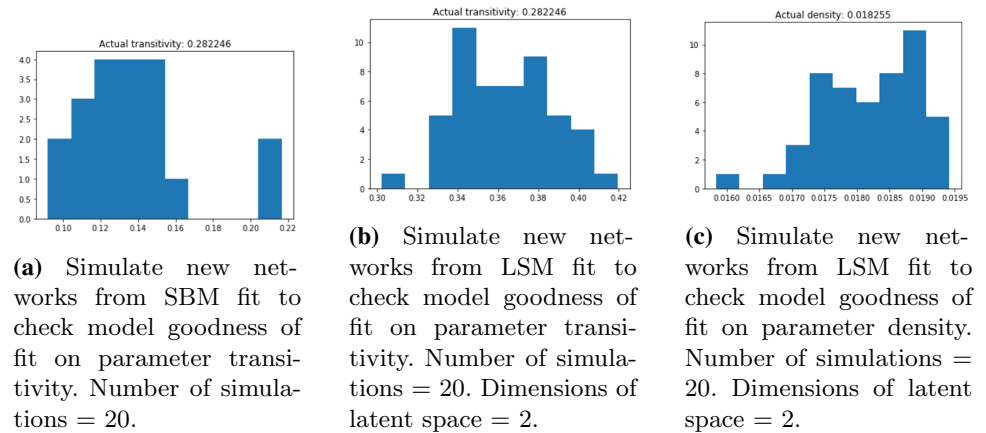 Actual transitivity: 0.282246
4.0
3.5
3.0
2.5
2.0
1.5
1.0
0.5
0.0
0.10 0.12 0.14 0.16 0.18 0.20 0.22
(a) Simulate new net-
works from SBM fit to
check model goodness of
fit on parameter transi-
tivity. Number of simula-
tions = 20.
Actual transitivity: 0.282246
10
8
6
4
2
0
0.30 0.32 0.34 0.36 0.38 0.40 0.42
(b) Simulate new net-
works from LSM fit to
check model goodness of
fit on parameter transi-
tivity. Number of simula-
tions = 20. Dimensions of
latent space = 2.
Actual density: 0.018255
10
8
6
4
2
0
0.0160 0.0165 0.0170 0.0175 0.0180 0.0185 0.0190 0.0195
(c) Simulate new net-
works from LSM fit to
check model goodness of
fit on parameter density.
Number of simulations =
20. Dimensions of latent
space = 2.